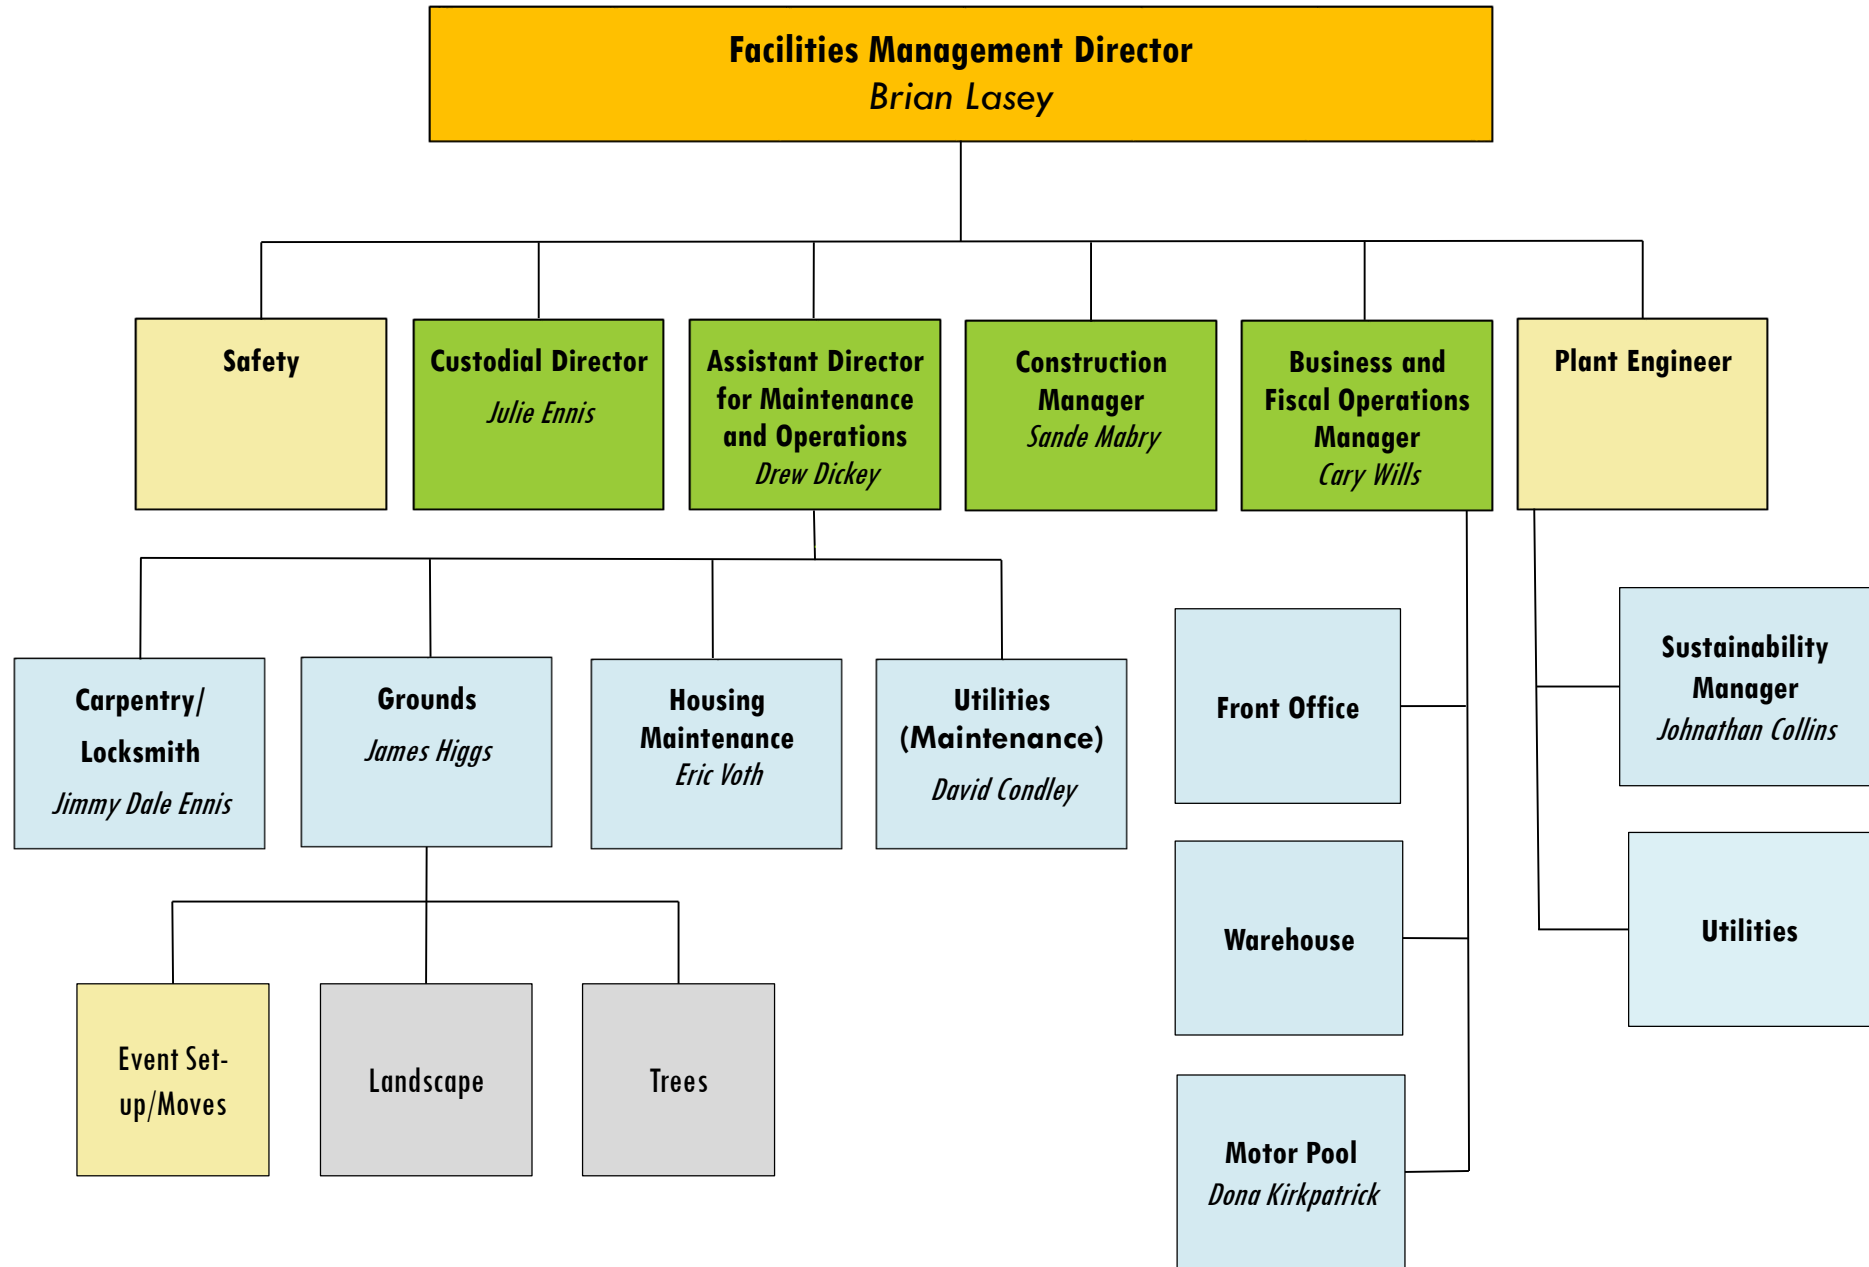 Facilities Management Director
Brian Lasey
Safety
Custodial Director
Julie Ennis
Assistant Director
for Maintenance
and Operations
Drew Dickey
Construction
Manager
Sande Mabry
Business and
Fiscal Operations
Manager
Cary Wills
Plant Engineer
Carpentry/
Locksmith
Jimmy Dale Ennis
Grounds
James Higgs
Housing
Maintenance
Eric Voth
Utilities
(Maintenance)
David Condley
Front Office
Sustainability
Manager
Johnathan Collins
Warehouse
Utilities
Event Set-
up/Moves
Landscape
Trees
Motor Pool
Dona Kirkpatrick